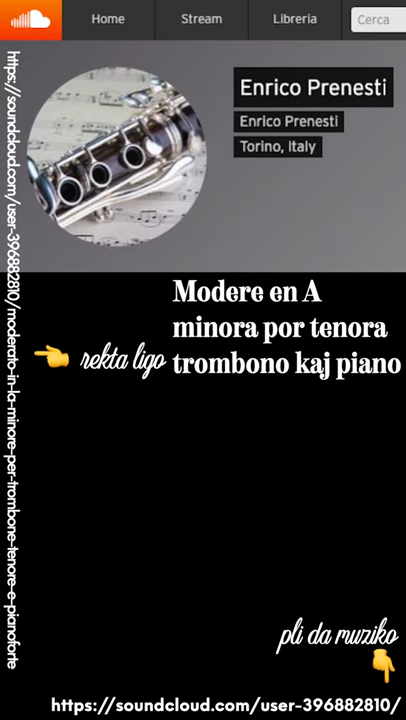 Home Stream Libreria Cerca
Enrico Prenesti
Enrico Prenesti
Torino, Italy
https://soundcloud.com/user-396882810/moderato-in-la-minore-per-trombone-tenore-e-pianoforte
Modere en A
minora por tenora
trombono kaj piano
rekta ligo
pli da muziko
https://soundcloud.com/user-396882810/